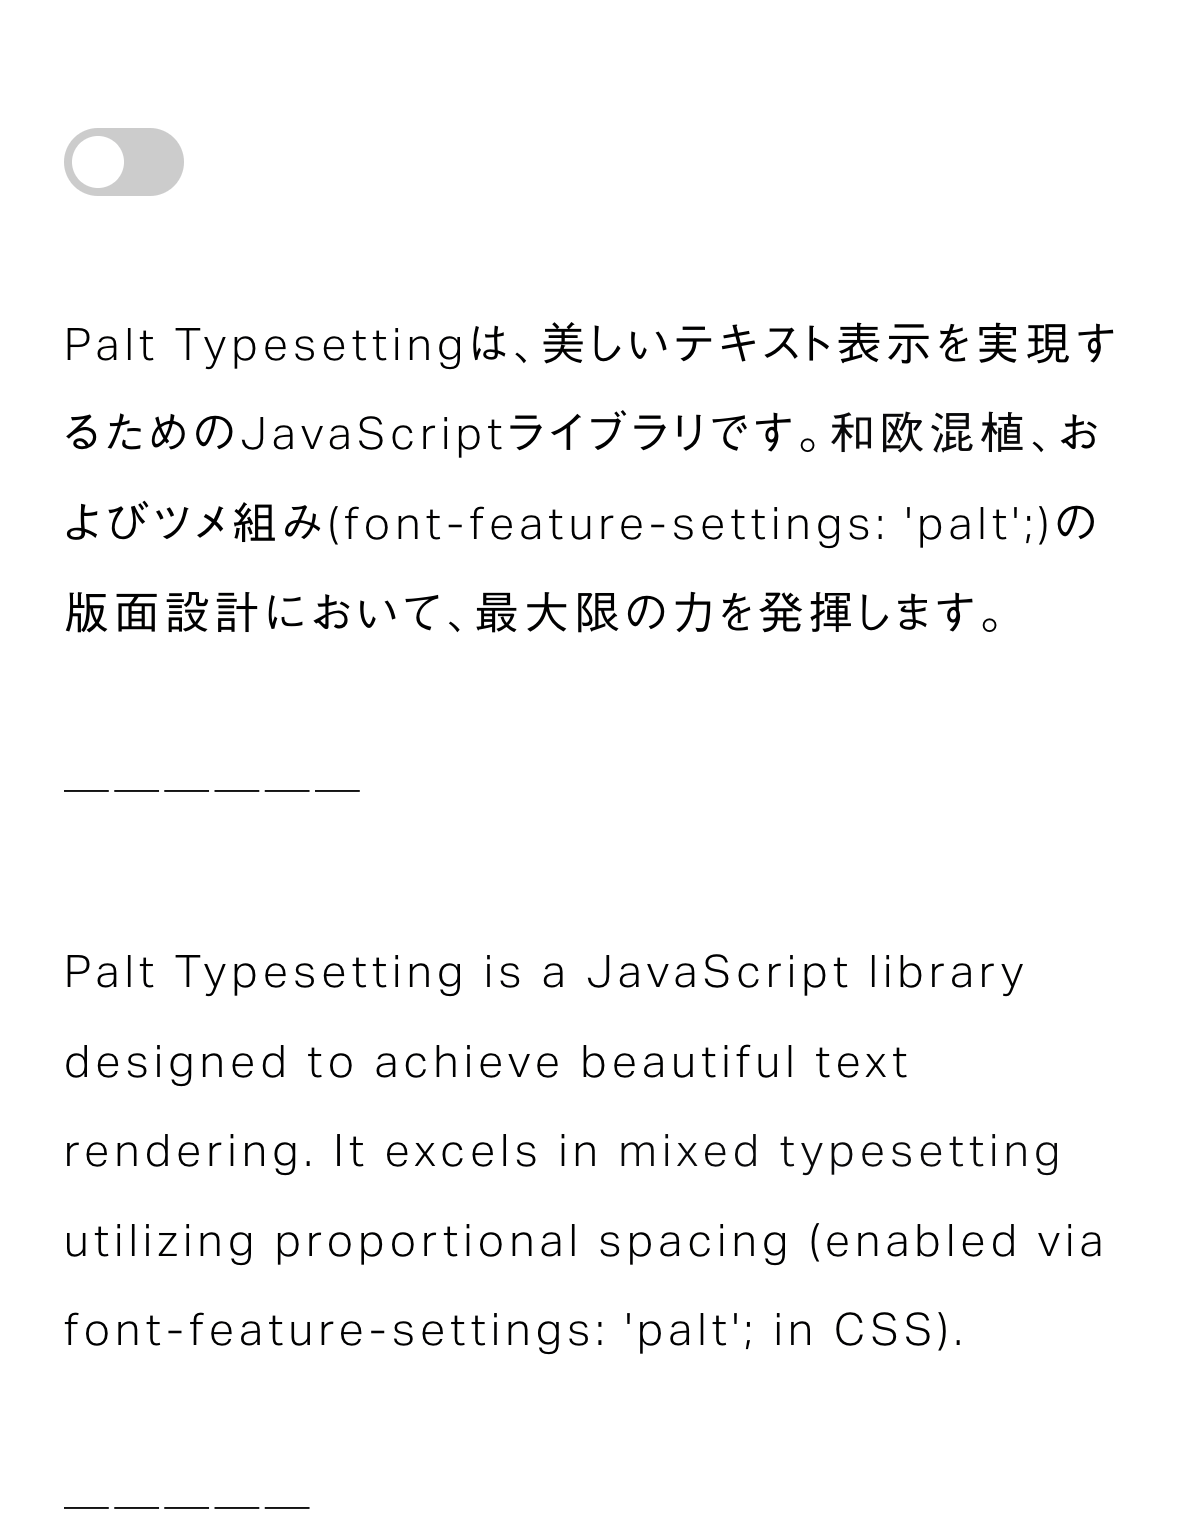 Palt Typesettingは、美しいテキスト表示を実現す
るためのJavaScriptライブラリです。和欧混植、お
よびツメ組み(font-feature-settings: 'palt';)の
版面設計において、最大限の力を発揮します。
——————
Palt Typesetting is a JavaScript library
designed to achieve beautiful text
rendering. It excels in mixed typesetting
utilizing proportional spacing (enabled via
font-feature-settings: 'palt'; in CSS).
—————